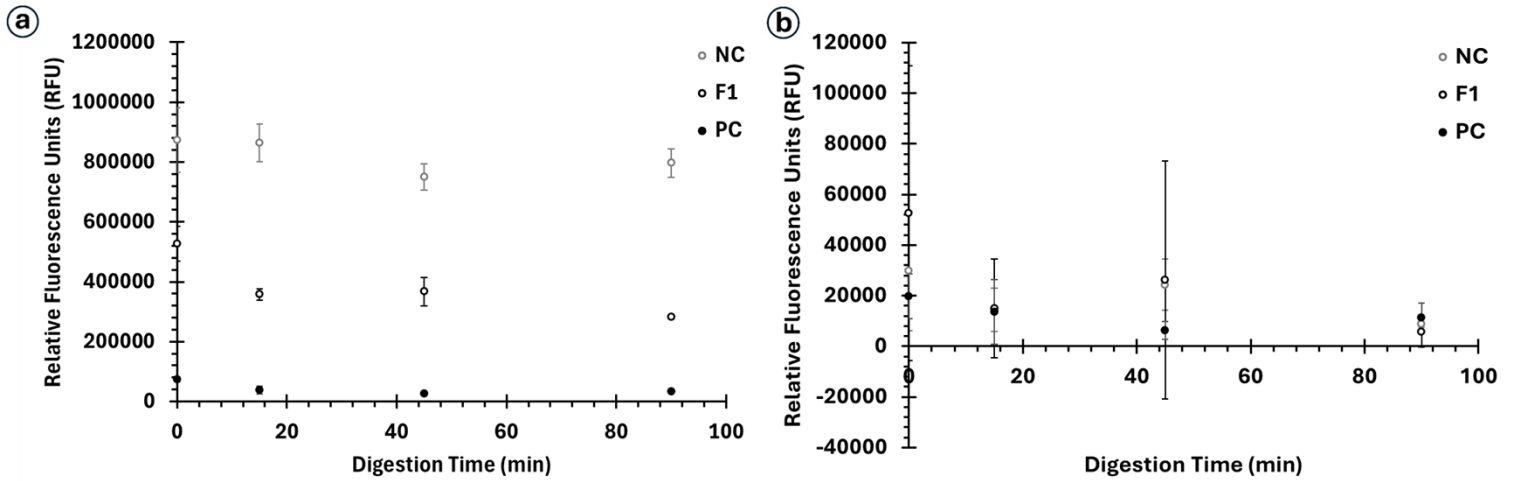 a
1200000
1000000
800000
600000
400000
200000
0
0 20 40 60 80 100
Relative Fluorescence Units (RFU)
Digestion Time (min)
NC
F1
PC
b
120000
100000
80000
60000
40000
20000
0
-20000
-40000
0 20 40 60 80 100
Relative Fluorescence Units (RFU)
Digestion Time (min)
NC
F1
PC